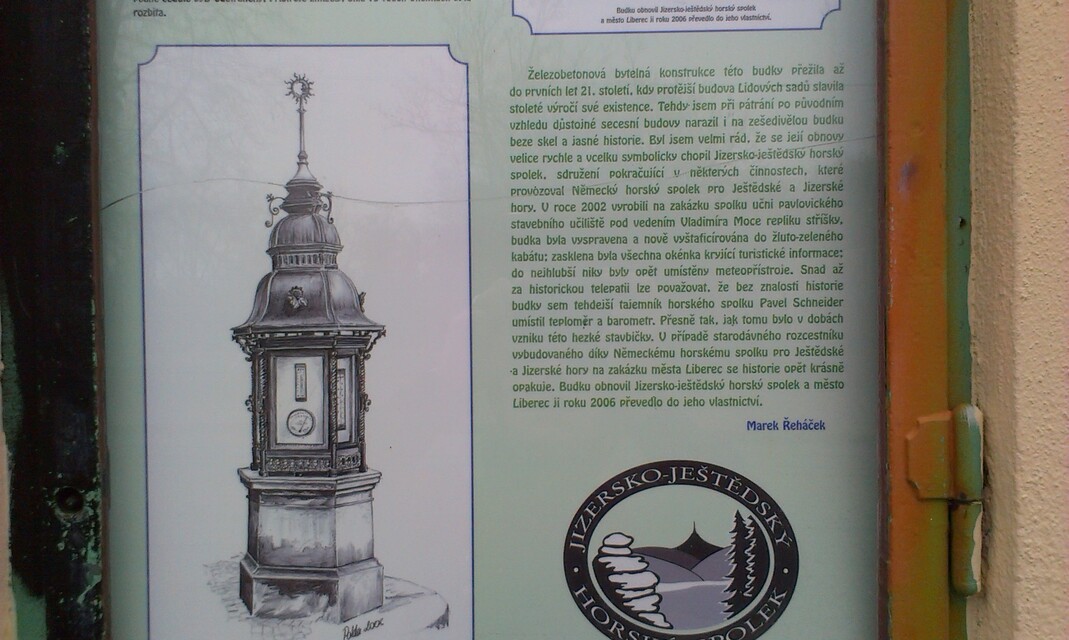 rozbita.
Budku obnovil Jizersko-ještědský horský spolek
a město Liberec ji roku 2006 převedlo do jeho vlastnictví.
Železobetonová bytelná konstrukce této budky přežila až
do prvních let 21. století, kdy protější budova Lidových sadů slavila
stoleté výročí své existence. Tehdy jsem při pátrání po původním
vzhledu důstojné secesní budovy narazil i na zešedivělou budku
beze skel a jasné historie. Byl jsem velmi rád, že se její obnovy
velice rychle a vcelku symbolicky chopil Jizersko-ještědský horský
spolek, sdružení pokračující v některých činnostech, které
provozoval Německý horský spolek pro Ještědské a Jizerské
hory. V roce 2002 vyrobili na zakázku spolku učni pavlovického
stavebního učiliště pod vedením Vladimíra Moce repliku stříšky,
budka byla vyspravena a nově vyštafírována do žluto-zeleného
kabátu; zasklena byla všechna okénka kryjící turistické informace;
do nejhlubší niky byly opět umístěny meteopřístroje. Snad až
za historickou telepatii lze považovat, že bez znalosti historie
budky sem tehdejší tajemník horského spolku Pavel Schneider
umístil teploměr a barometr. Přesně tak, jak tomu bylo v dobách
vzniku této hezké stavbičky. V případě starodávného rozcestníku
vybudovaného díky Německému horskému spolku pro Ještědské
a Jizerské hory na zakázku města Liberec se historie opět krásně
opakuje. Budku obnovil Jizersko-ještědský horský spolek a město
Liberec ji roku 2006 převedlo do jeho vlastnictví.
Marek Řeháček
JIZERSKO-JEŠTĚDSKÝ
HORSKÝ SPOLEK